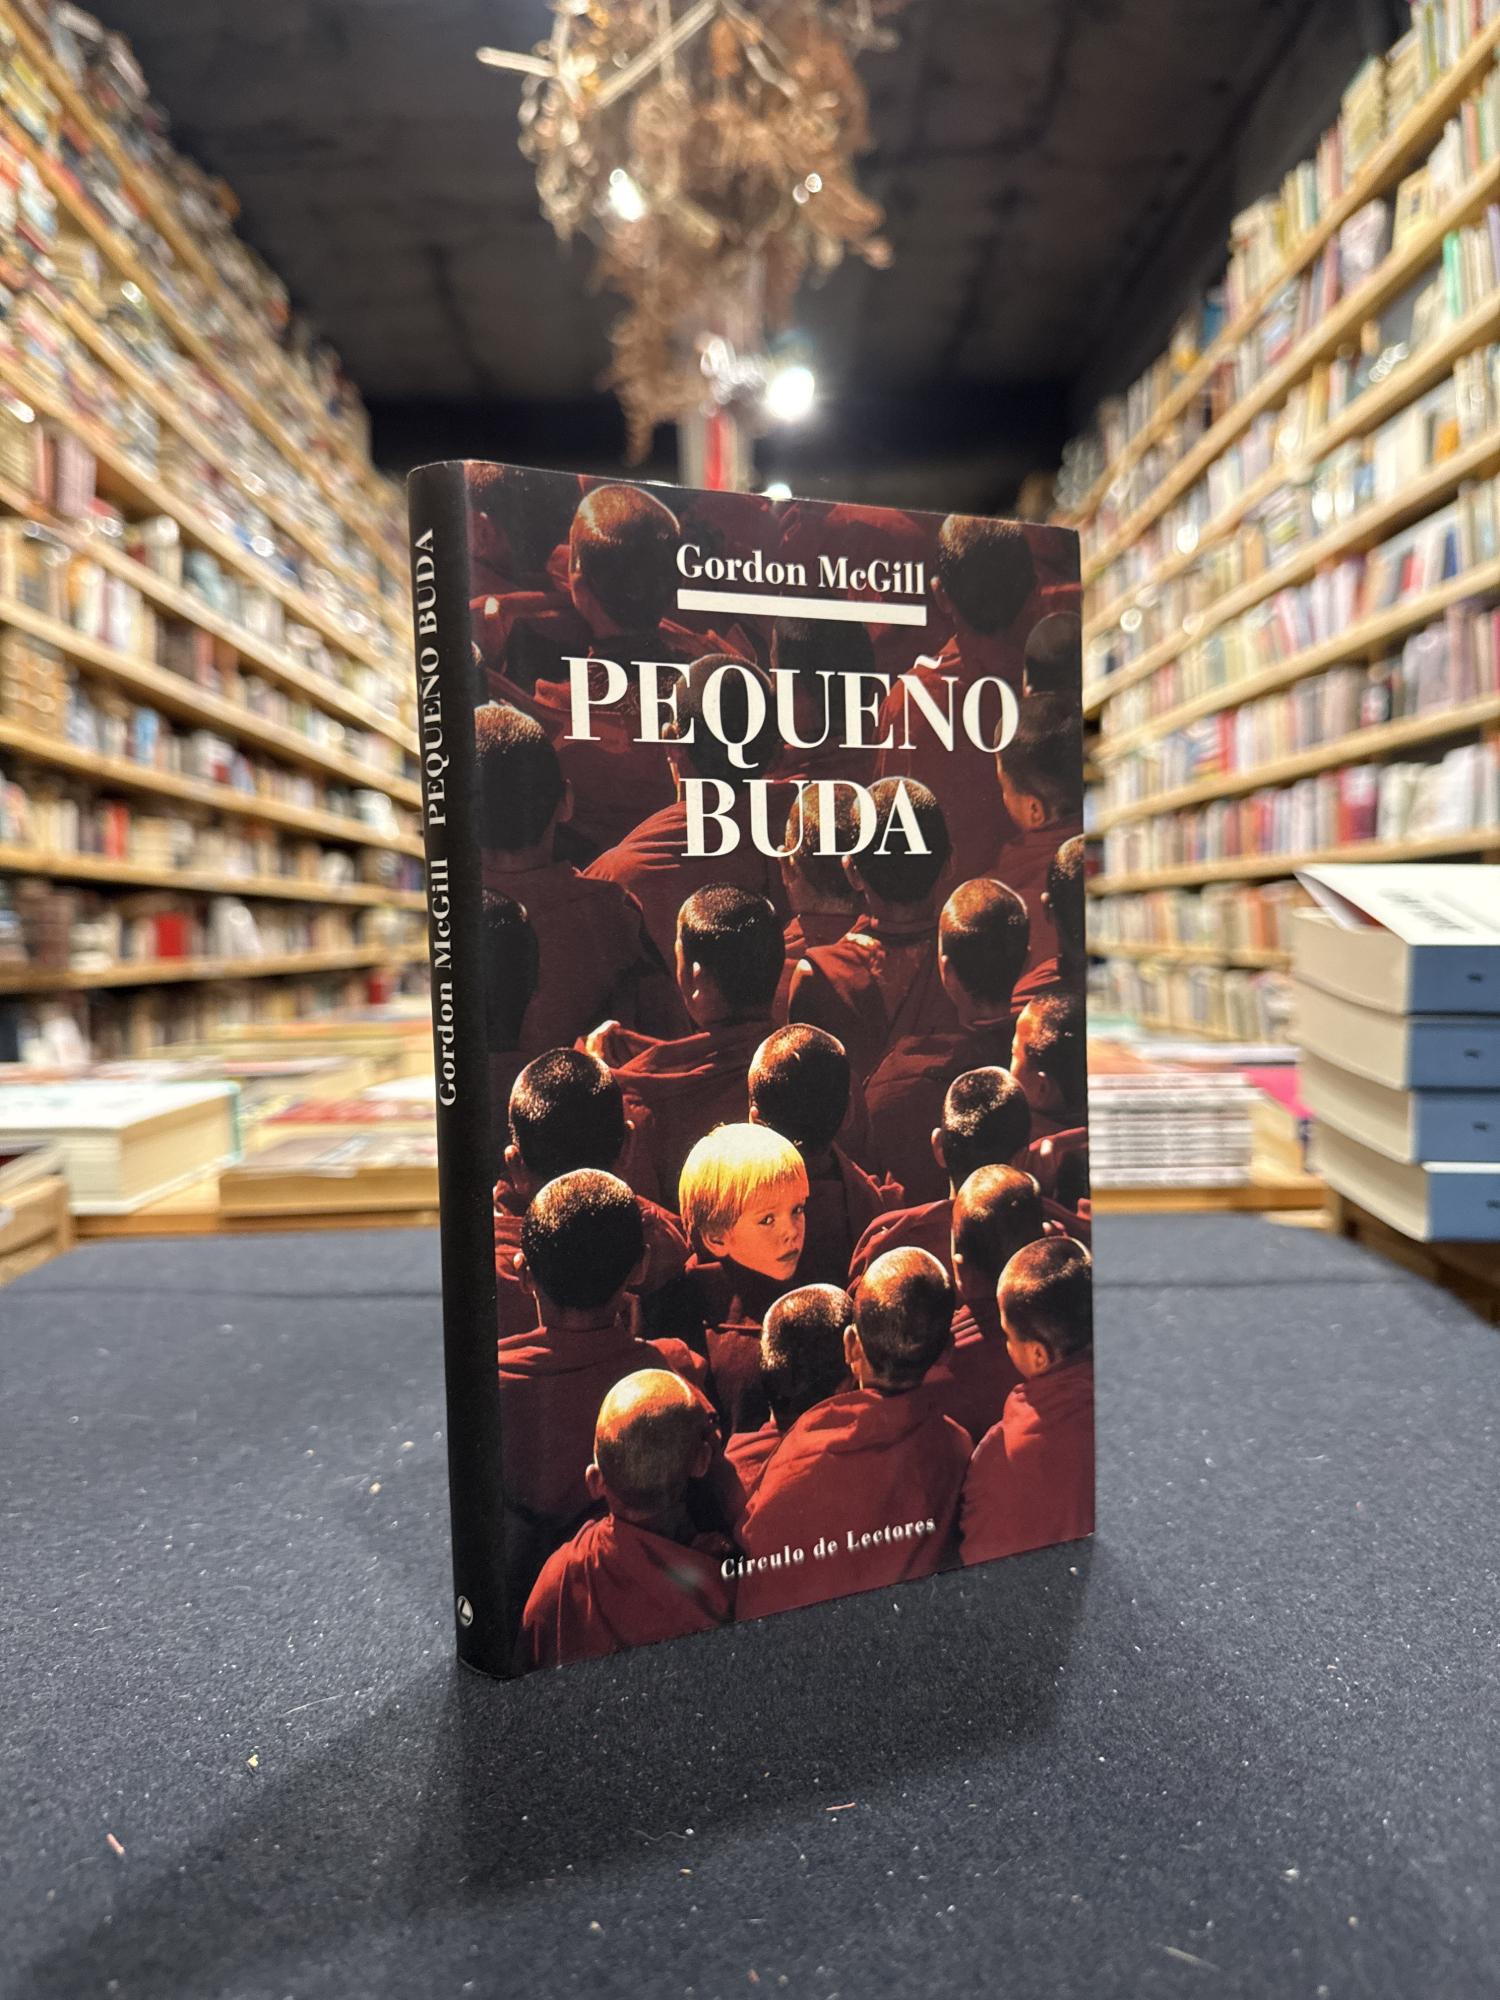 Gordon McGill
PEQUEÑO
BUDA
Círculo de Lectores
Gordon McGill PEQUEÑO BUDA